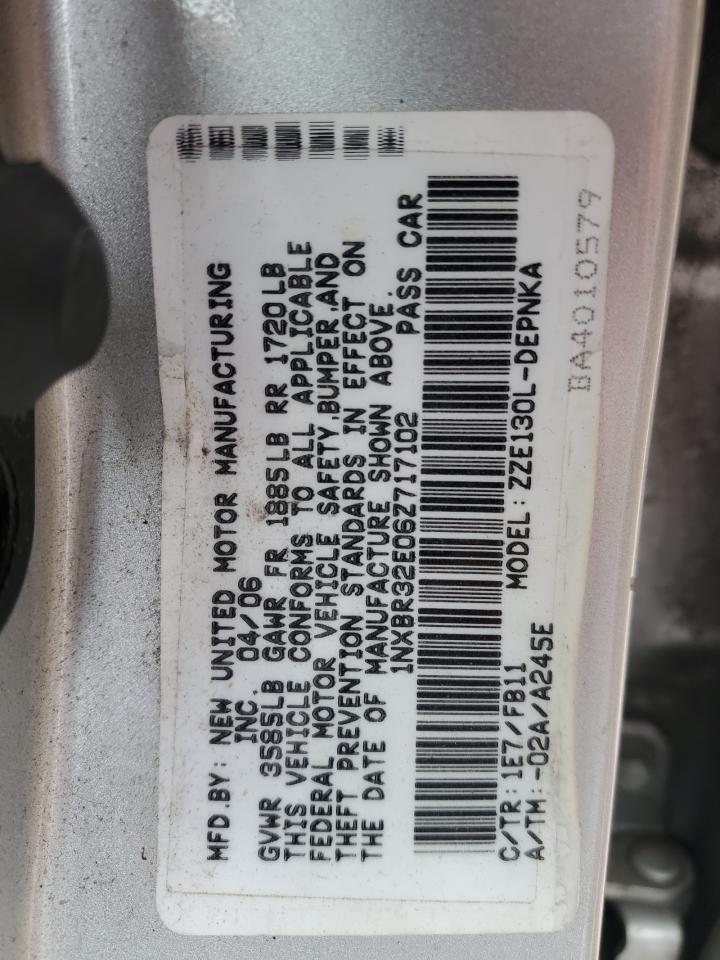 MFD.BY: NEW UNITED MOTOR MANUFACTURING
INC. 04/06
GVWR 3585LB GAWR FR 1885LB RR 1720LB
THIS VEHICLE CONFORMS TO ALL APPLICABLE
FEDERAL MOTOR VEHICLE SAFETY,BUMPER,AND
THEFT PREVENTION STANDARDS IN EFFECT ON
THE DATE OF MANUFACTURE SHOWN ABOVE.
1NXBR32E06Z717102 PASS CAR
C/TR:1E7/FB11 MODEL:ZZE130L-DEPNKA
A/TM:-02A/A245E
BA4010579